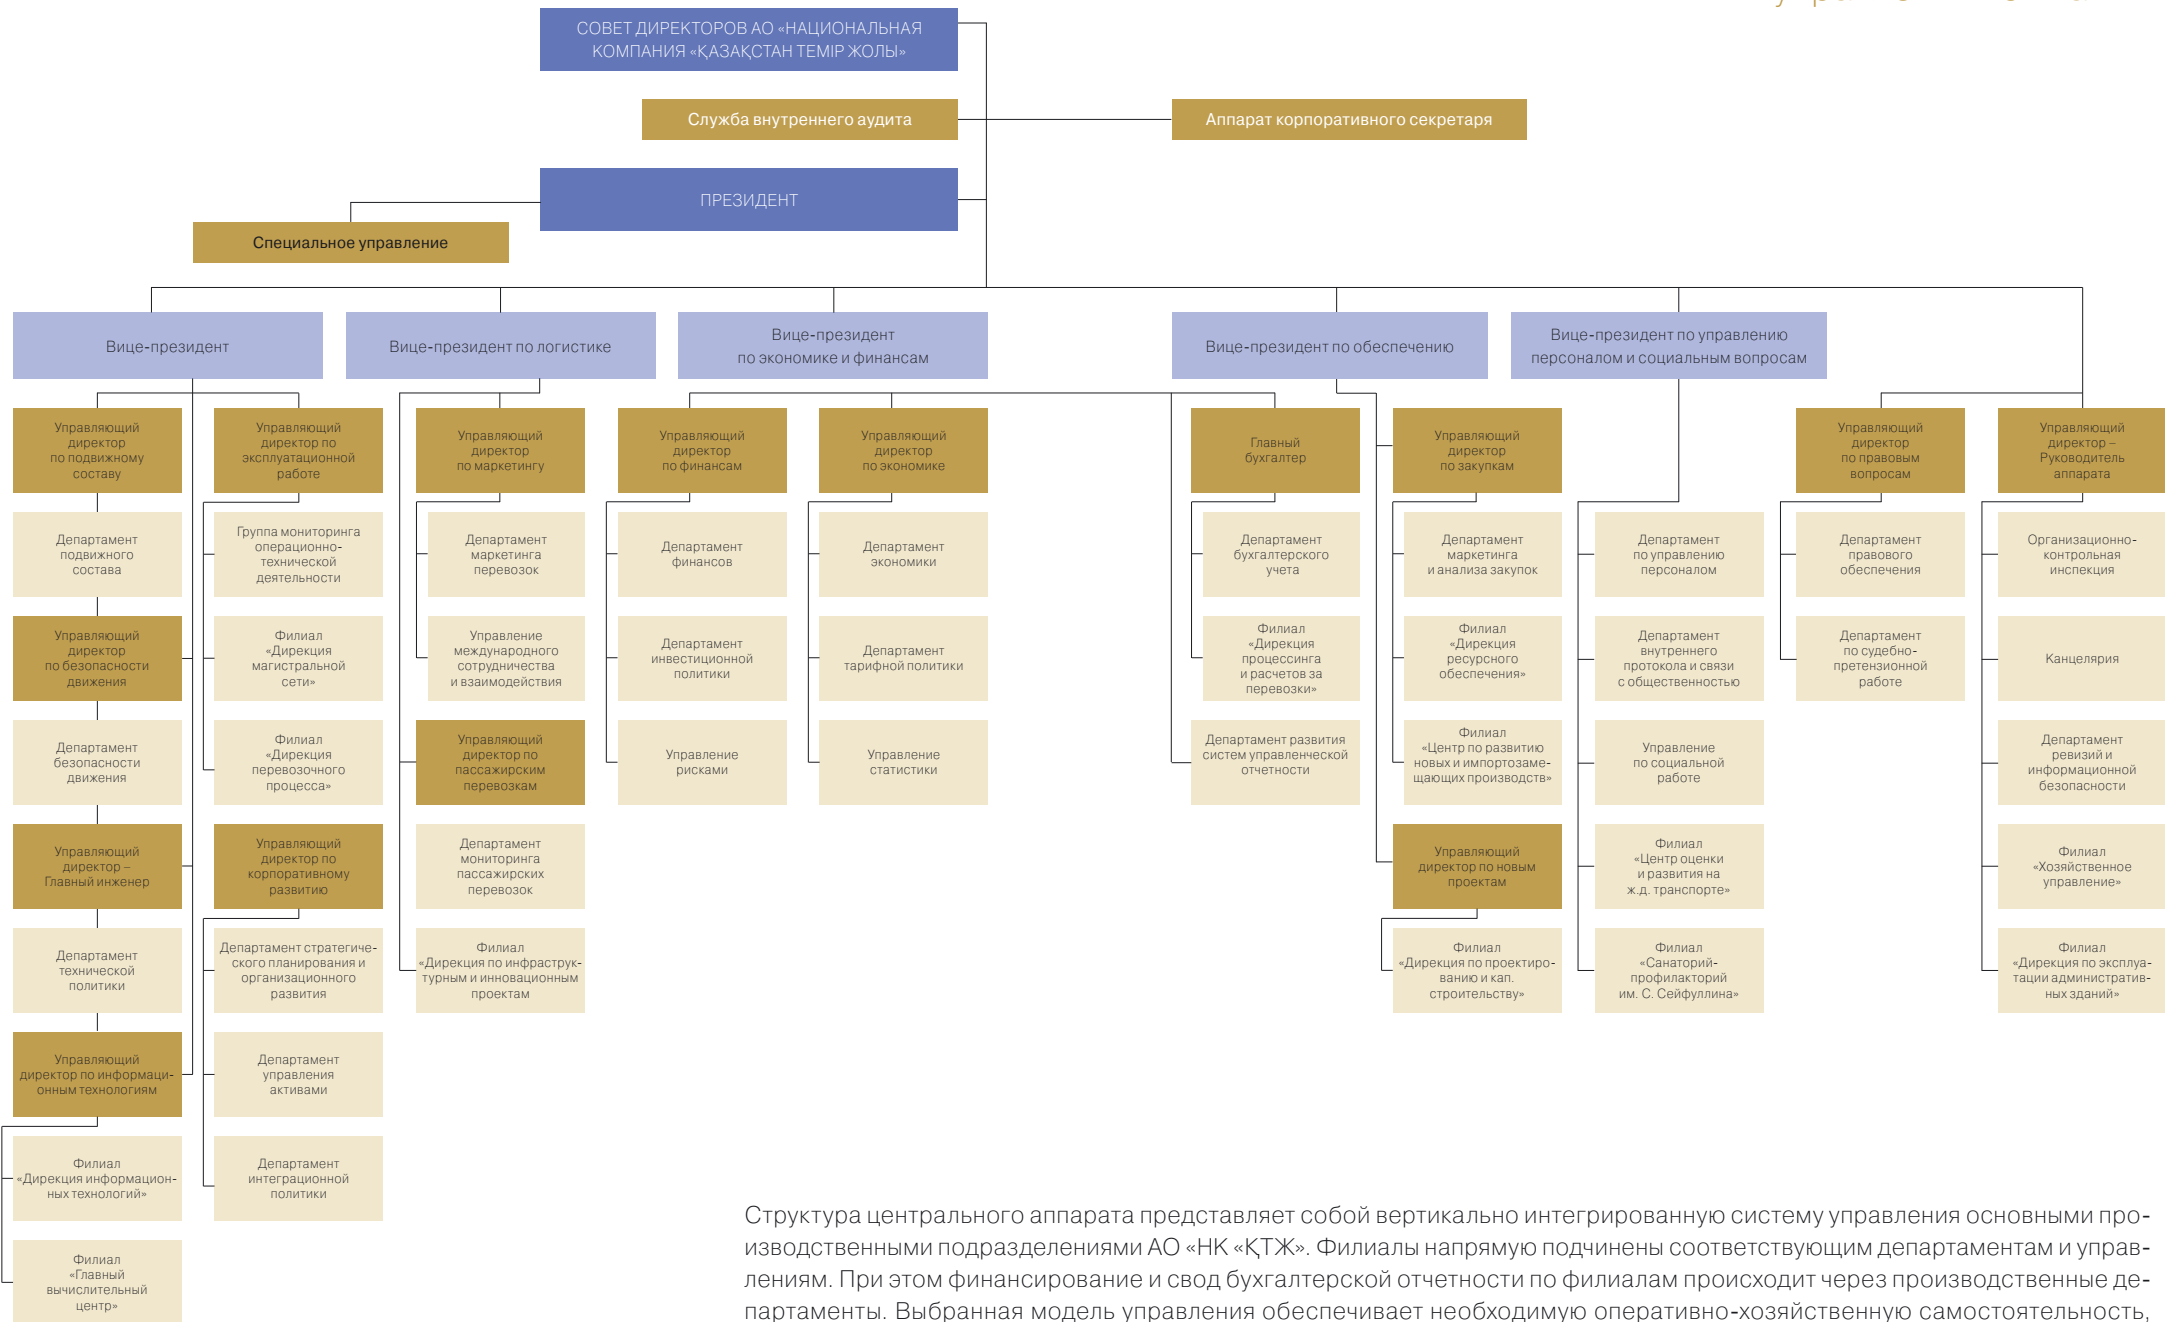 СОВЕТ ДИРЕКТОРОВ АО «НАЦИОНАЛЬНАЯ
КОМПАНИЯ «ҚАЗАҚСТАН ТЕМІР ЖОЛЫ»
Служба внутреннего аудита
Аппарат корпоративного секретаря
ПРЕЗИДЕНТ
Специальное управление
Вице-президент
Вице-президент по логистике
Вице-президент
по экономике и финансам
Вице-президент по обеспечению
Вице-президент по управлению
персоналом и социальным вопросам
Управляющий
директор
по подвижному
составу
Управляющий
директор по
эксплуатационной
работе
Управляющий
директор
по маркетингу
Управляющий
директор
по финансам
Управляющий
директор
по экономике
Главный
бухгалтер
Управляющий
директор
по закупкам
Управляющий
директор
по правовым
вопросам
Управляющий
директор –
Руководитель
аппарата
Департамент
подвижного
состава
Группа мониторинга
операционно-
технической
деятельности
Департамент
маркетинга
перевозок
Департамент
финансов
Департамент
экономики
Департамент
бухгалтерского
учета
Департамент
маркетинга
и анализа закупок
Департамент
по управлению
персоналом
Департамент
правового
обеспечения
Организационно-
контрольная
инспекция
Управляющий
директор
по безопасности
движения
Филиал
«Дирекция
магистральной
сети»
Управление
международного
сотрудничества
и взаимодействия
Департамент
инвестиционной
политики
Департамент
тарифной политики
Филиал
«Дирекция
процессинга
и расчетов за
перевозки»
Филиал
«Дирекция
ресурсного
обеспечения»
Департамент
внутреннего
протокола и связи
с общественностью
Департамент
по судебно-
претензионной
работе
Канцелярия
Департамент
безопасности
движения
Филиал
«Дирекция
перевозочного
процесса»
Управляющий
директор по
пассажирским
перевозкам
Управление
рисками
Управление
статистики
Департамент развития
систем управленческой
отчетности
Филиал
«Центр по развитию
новых и импортозаме-
щающих производств»
Управление
по социальной
работе
Департамент
ревизий и
информационной
безопасности
Управляющий
директор –
Главный инженер
Управляющий
директор по
корпоративному
развитию
Департамент
мониторинга
пассажирских
перевозок
Управляющий
директор по новым
проектам
Филиал
«Центр оценки
и развития на
ж.д. транспорте»
Филиал
«Хозяйственное
управление»
Департамент
технической
политики
Департамент стратегиче-
ского планирования и
организационного
развития
Филиал
«Дирекция по инфраструк-
турным и инновационным
проектам
Филиал
«Дирекция по проектиро-
ванию и кап.
строительству»
Филиал
«Санаторий-
профилакторий
им. С. Сейфуллина»
Филиал
«Дирекция по эксплуа-
тации административ-
ных зданий»
Управляющий
директор по информаци-
онным технологиям
Департамент
управления
активами
Филиал
«Дирекция информацион-
ных технологий»
Департамент
интеграционной
политики
Филиал
«Главный
вычислительный
центр»
Структура центрального аппарата представляет собой вертикально интегрированную систему управления основными про-
изводственными подразделениями АО «НК «ҚТЖ». Филиалы напрямую подчинены соответствующим департаментам и управ-
лениям. При этом финансирование и свод бухгалтерской отчетности по филиалам происходит через производственные де-
партаменты. Выбранная модель управления обеспечивает необходимую оперативно-хозяйственную самостоятельность,